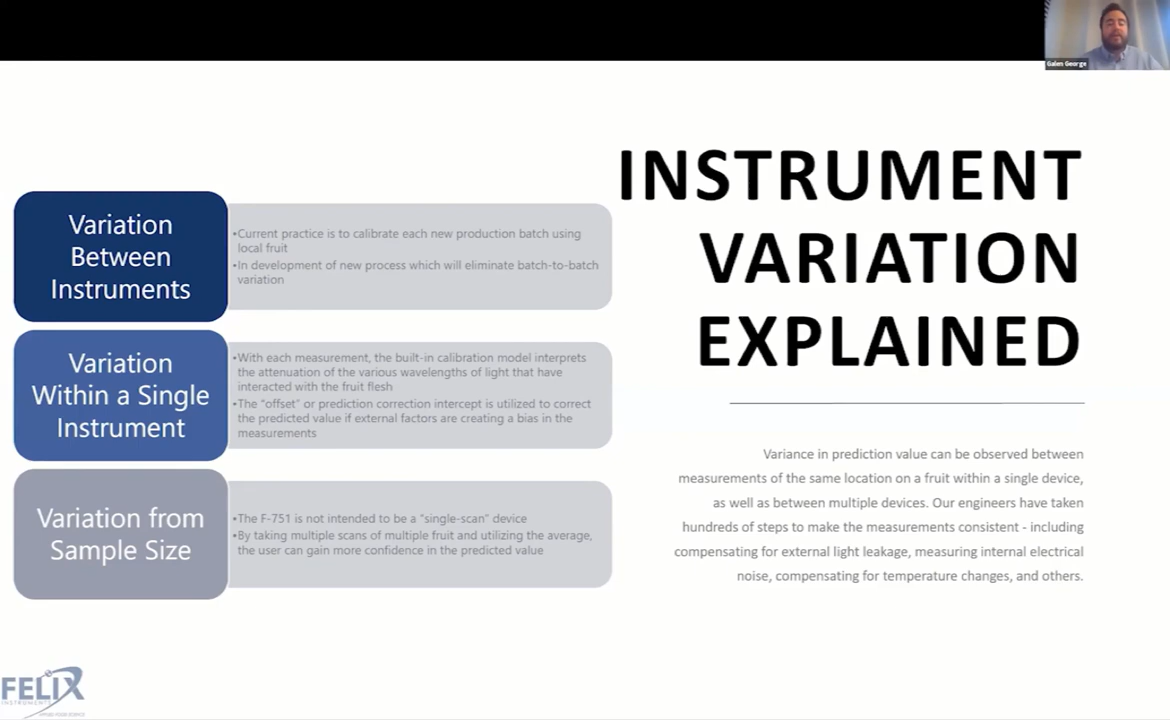 Galen George
INSTRUMENT
VARIATION
EXPLAINED
Variation
Between
Instruments
•Current practice is to calibrate each new production batch using
local fruit
•In development of new process which will eliminate batch-to-batch
variation
Variation
Within a Single
Instrument
•With each measurement, the built-in calibration model interprets
the attenuation of the various wavelengths of light that have
interacted with the fruit flesh
•The "offset" or prediction correction intercept is utilized to correct
the predicted value if external factors are creating a bias in the
measurements
Variation from
Sample Size
•The F-751 is not intended to be a "single-scan" device
•By taking multiple scans of multiple fruit and utilizing the average,
the user can gain more confidence in the predicted value
Variance in prediction value can be observed between
measurements of the same location on a fruit within a single device,
as well as between multiple devices. Our engineers have taken
hundreds of steps to make the measurements consistent - including
compensating for external light leakage, measuring internal electrical
noise, compensating for temperature changes, and others.
FELIX
INSTRUMENTS
APPLIED FOOD SCIENCE